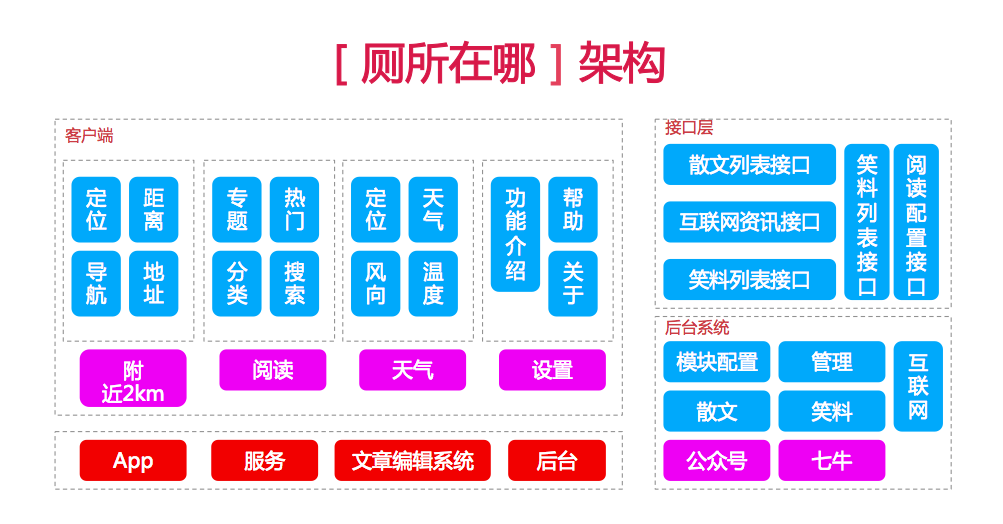 [ 厕所在哪 ] 架构
客户端
定位
距离
导航
地址
附
近2km
专题
热门
分类
搜索
阅读
定位
天气
风向
温度
天气
功能介绍
帮助
关于
设置
App
服务
文章编辑系统
后台
接口层
散文列表接口
互联网资讯接口
笑料列表接口
笑料列表接口
阅读配置接口
后台系统
模块配置
管理
散文
笑料
互联网
公众号
七牛